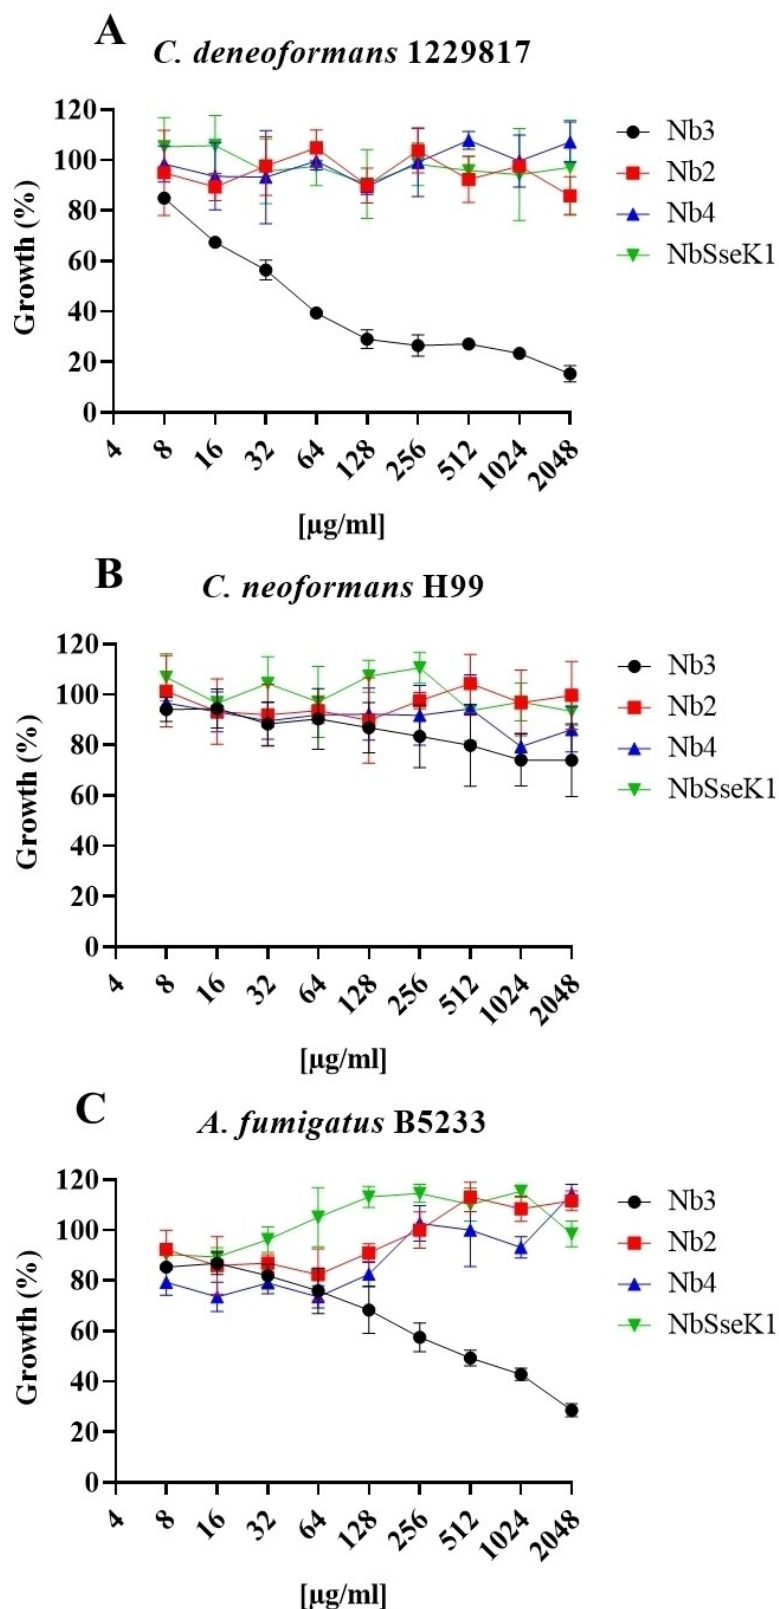 A
C. deneoformans 1229817
120
100
80
60
40
20
0
Growth (%)
4 8 16 32 64 128 256 512 1024 2048
[µg/ml]
Nb3
Nb2
Nb4
NbSseK1
B
C. neoformans H99
120
100
80
60
40
20
0
Growth (%)
4 8 16 32 64 128 256 512 1024 2048
[µg/ml]
Nb3
Nb2
Nb4
NbSseK1
C
A. fumigatus B5233
120
100
80
60
40
20
0
Growth (%)
4 8 16 32 64 128 256 512 1024 2048
[µg/ml]
Nb3
Nb2
Nb4
NbSseK1